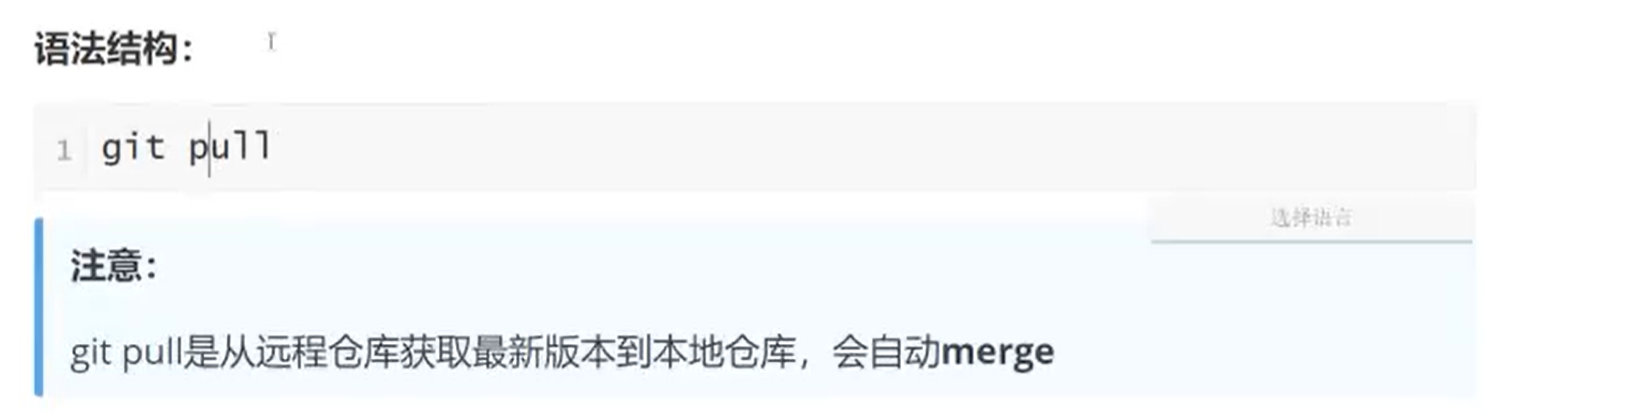 语法结构：
1 git pull
选择语言
注意：
git pull是从远程仓库获取最新版本到本地仓库，会自动merge